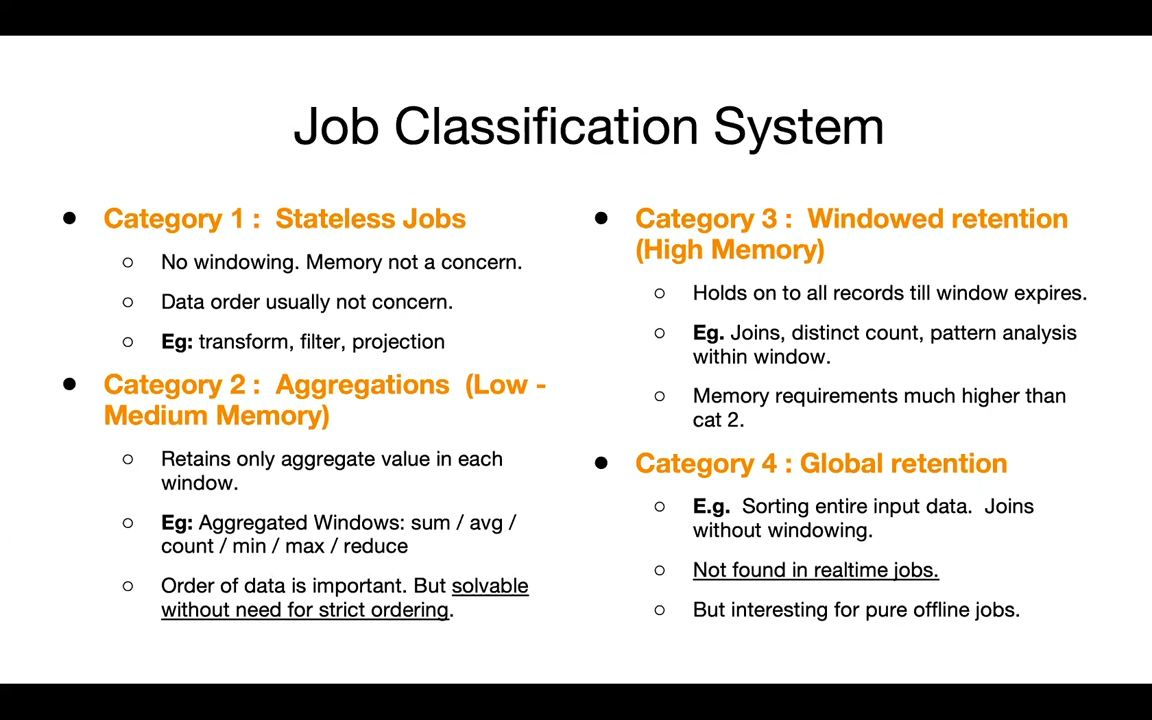 Job Classification System
● Category 1 : Stateless Jobs
○ No windowing. Memory not a concern.
○ Data order usually not concern.
○ Eg: transform, filter, projection
● Category 2 : Aggregations (Low -
Medium Memory)
○ Retains only aggregate value in each
window.
○ Eg: Aggregated Windows: sum / avg /
count / min / max / reduce
○ Order of data is important. But solvable
without need for strict ordering.
● Category 3 : Windowed retention
(High Memory)
○ Holds on to all records till window expires.
○ Eg. Joins, distinct count, pattern analysis
within window.
○ Memory requirements much higher than
cat 2.
● Category 4 : Global retention
○ E.g. Sorting entire input data. Joins
without windowing.
○ Not found in realtime jobs.
○ But interesting for pure offline jobs.